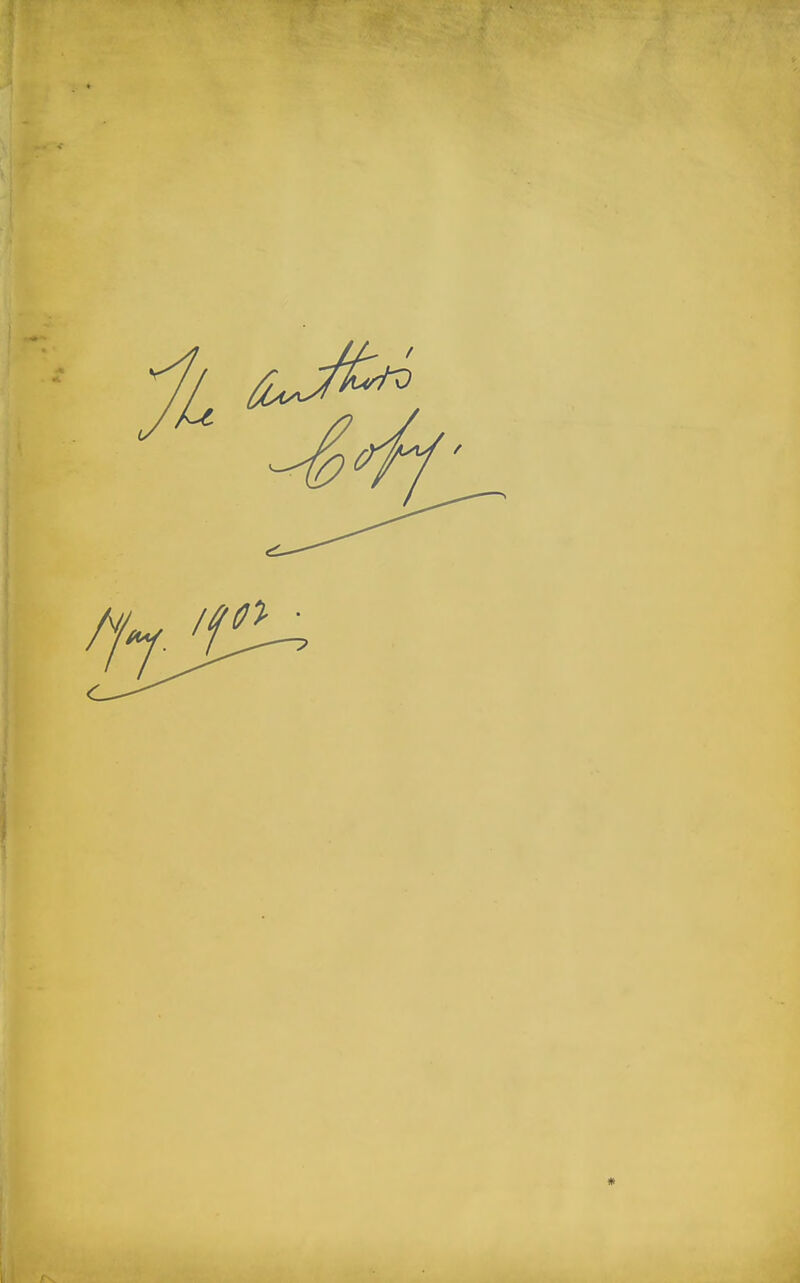 The Author's
Copy.
May. 1902.
*